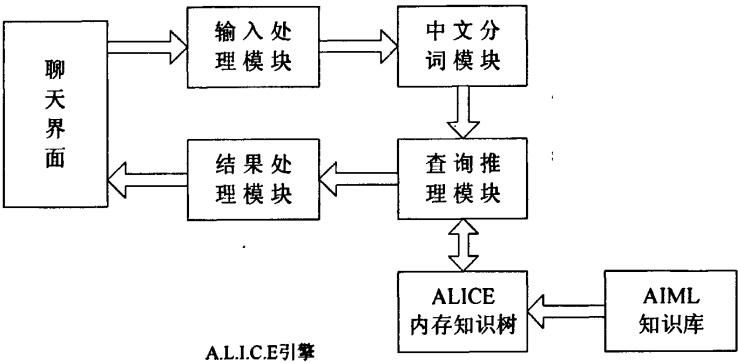 聊
天
界
面
输入处
理模块
中文分
词模块
结果处
理模块
查询推
理模块
ALICE
内存知识树
AIML
知识库
A.L.I.C.E引擎